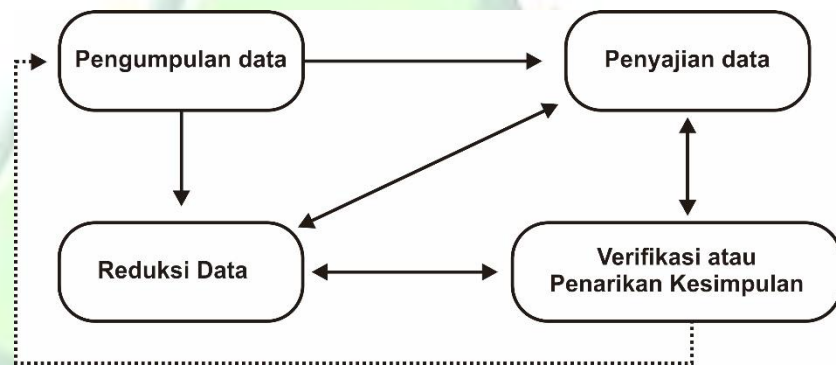 Pengumpulan data
Penyajian data
Reduksi Data
Verifikasi atau
Penarikan Kesimpulan